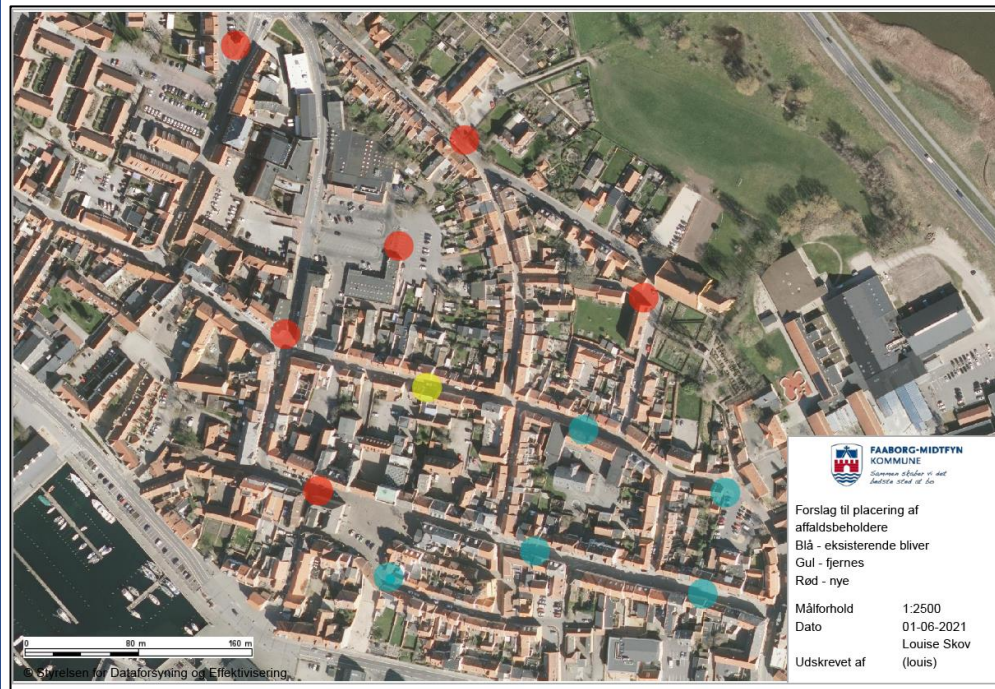 FAABORG-MIDTFYN
KOMMUNE
Sammen skaber vi det
bedste sted at bo
Forslag til placering af
affaldsbeholdere
Blå - eksisterende bliver
Gul - fjernes
Rød - nye
Målforhold 1:2500
Dato 01-06-2021
Louise Skov
Udskrevet af (louis)
0 80 m 160 m
© Styrelsen for Dataforsyning og Effektivisering